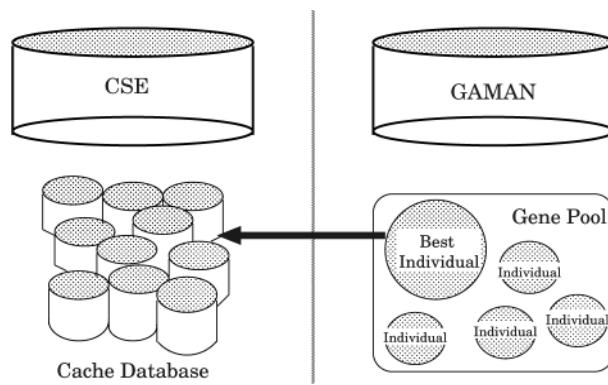 CSE
GAMAN
Gene Pool
Best
Individual
Individual
Individual
Individual
Individual
Cache Database